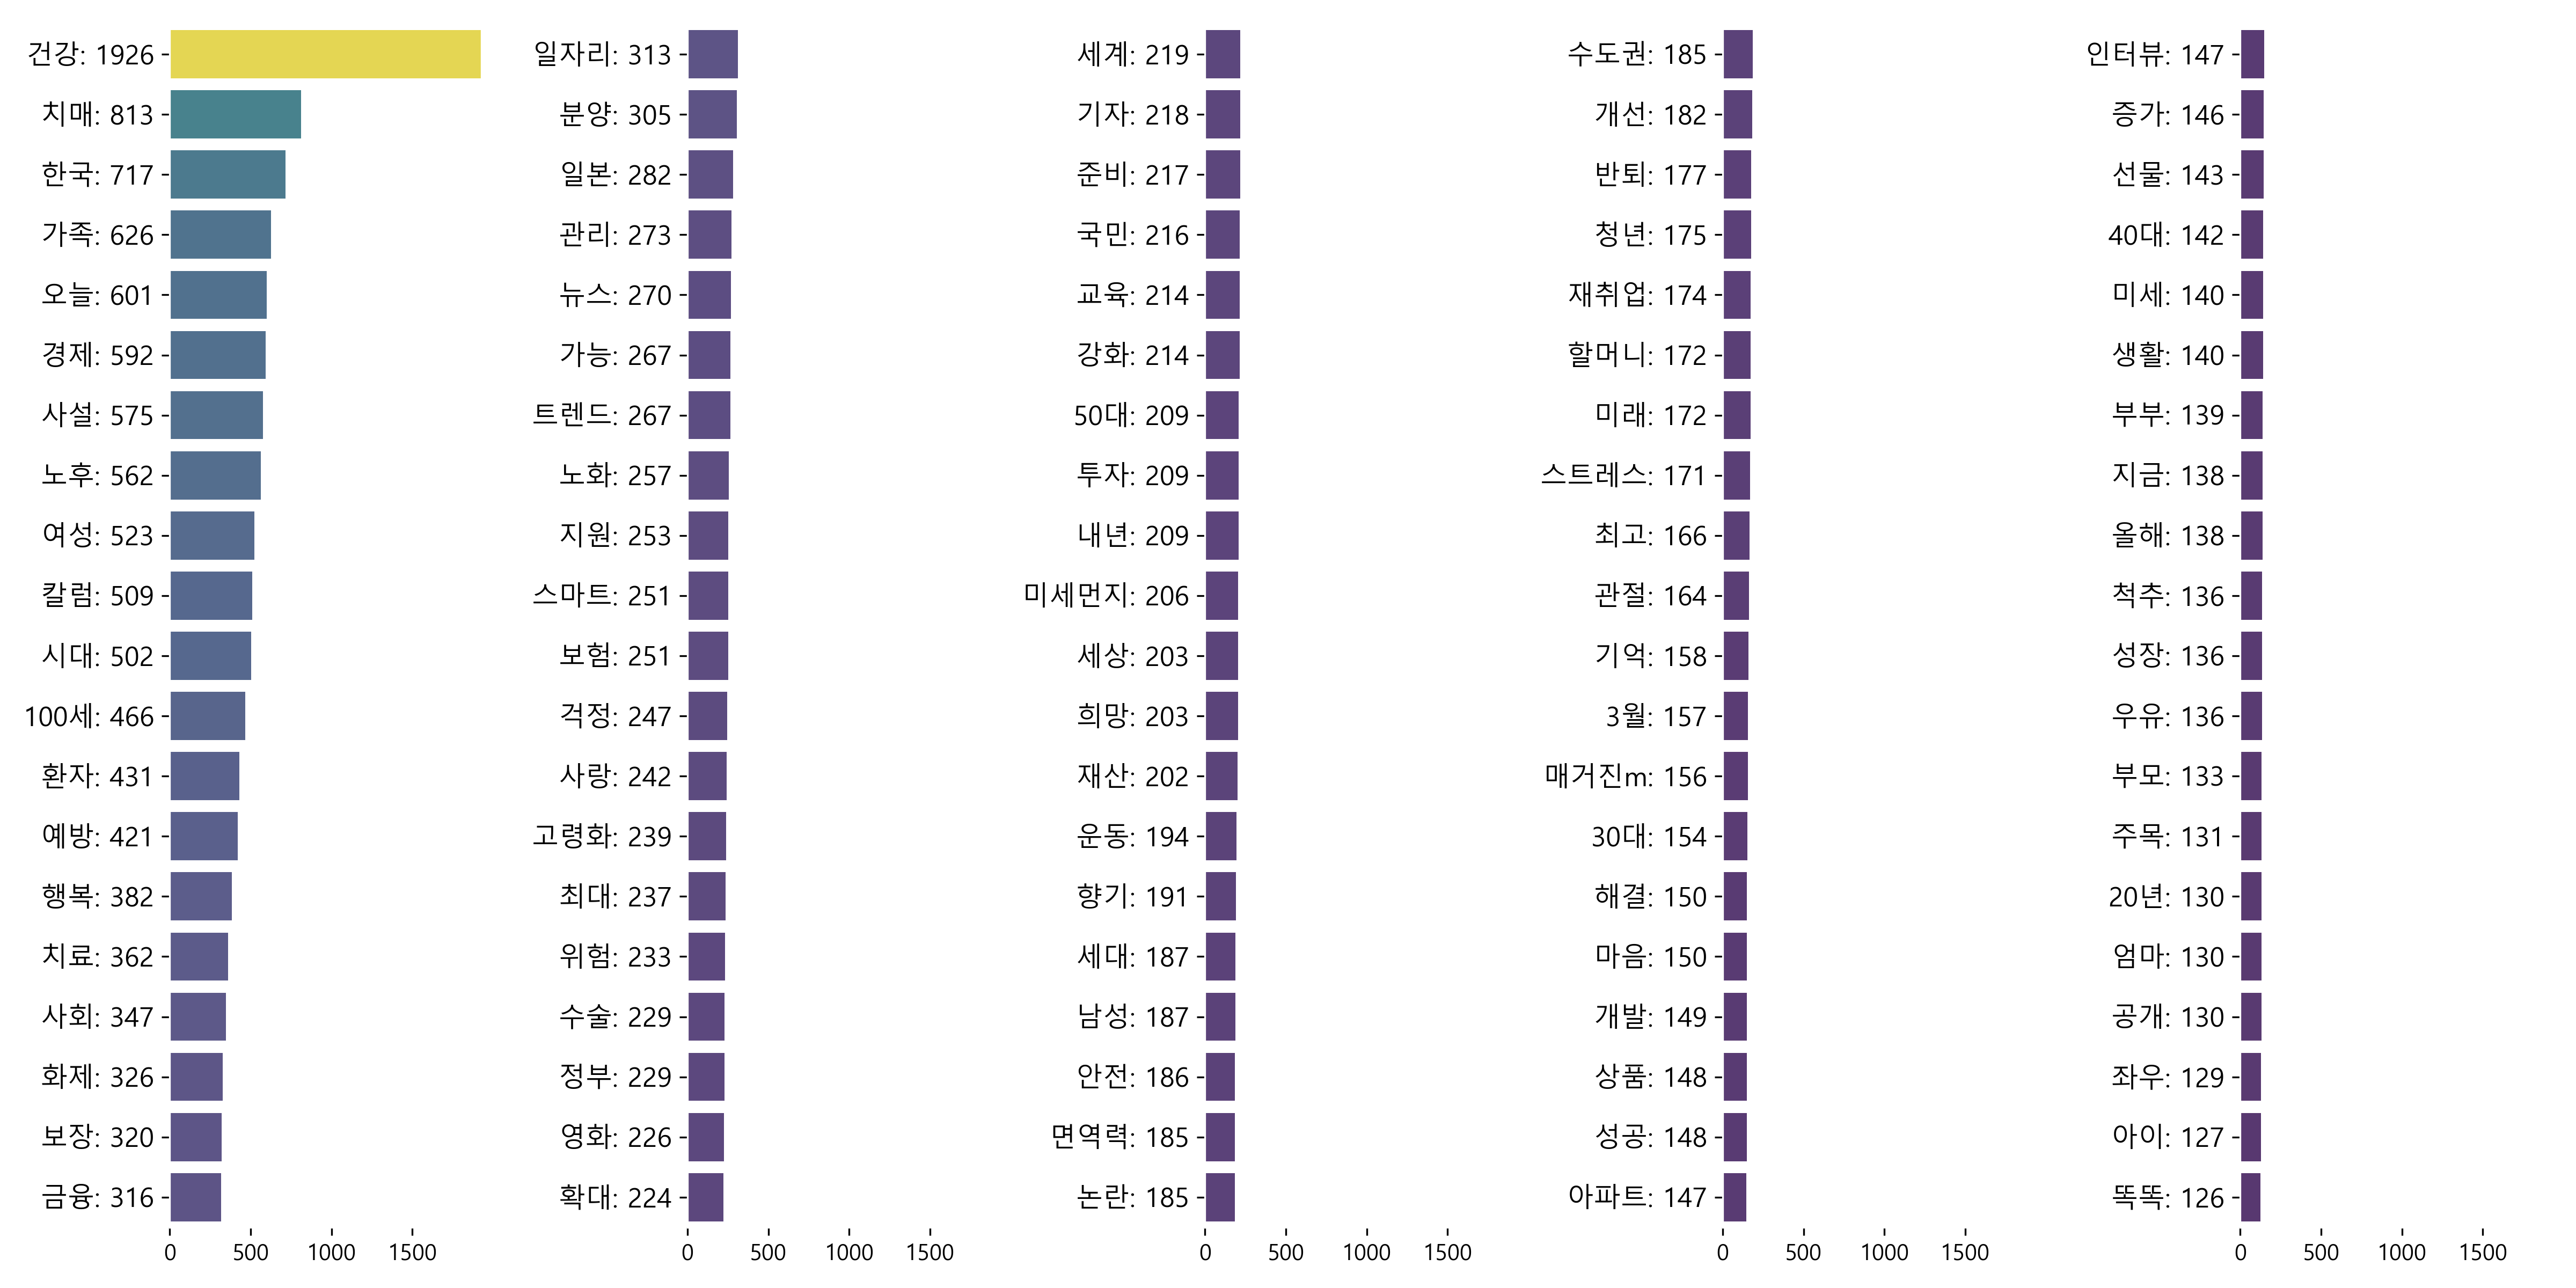 건강: 1926
치매: 813
한국: 717
가족: 626
오늘: 601
경제: 592
사설: 575
노후: 562
여성: 523
칼럼: 509
시대: 502
100세: 466
환자: 431
예방: 421
행복: 382
치료: 362
사회: 347
화제: 326
보장: 320
금융: 316
0 500 1000 1500
일자리: 313
분양: 305
일본: 282
관리: 273
뉴스: 270
가능: 267
트렌드: 267
노화: 257
지원: 253
스마트: 251
보험: 251
걱정: 247
사랑: 242
고령화: 239
최대: 237
위험: 233
수술: 229
정부: 229
영화: 226
확대: 224
0 500 1000 1500
세계: 219
기자: 218
준비: 217
국민: 216
교육: 214
강화: 214
50대: 209
투자: 209
내년: 209
미세먼지: 206
세상: 203
희망: 203
재산: 202
운동: 194
향기: 191
세대: 187
남성: 187
안전: 186
면역력: 185
논란: 185
0 500 1000 1500
수도권: 185
개선: 182
반퇴: 177
청년: 175
재취업: 174
할머니: 172
미래: 172
스트레스: 171
최고: 166
관절: 164
기억: 158
3월: 157
매거진m: 156
30대: 154
해결: 150
마음: 150
개발: 149
상품: 148
성공: 148
아파트: 147
0 500 1000 1500
인터뷰: 147
증가: 146
선물: 143
40대: 142
미세: 140
생활: 140
부부: 139
지금: 138
올해: 138
척추: 136
성장: 136
우유: 136
부모: 133
주목: 131
20년: 130
엄마: 130
공개: 130
좌우: 129
아이: 127
똑똑: 126
0 500 1000 1500